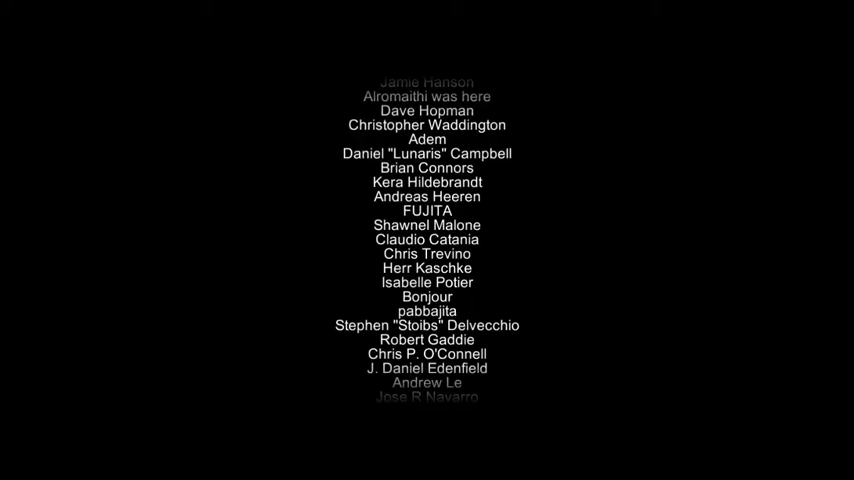 Jamie Hanson
Alromaithi was here
Dave Hopman
Christopher Waddington
Adem
Daniel "Lunaris" Campbell
Brian Connors
Kera Hildebrandt
Andreas Heeren
FUJITA
Shawnel Malone
Claudio Catania
Chris Trevino
Herr Kaschke
Isabelle Potier
Bonjour
pabbajita
Stephen "Stoibs" Delvecchio
Robert Gaddie
Chris P. O'Connell
J. Daniel Edenfield
Andrew Le
Jose R Navarro